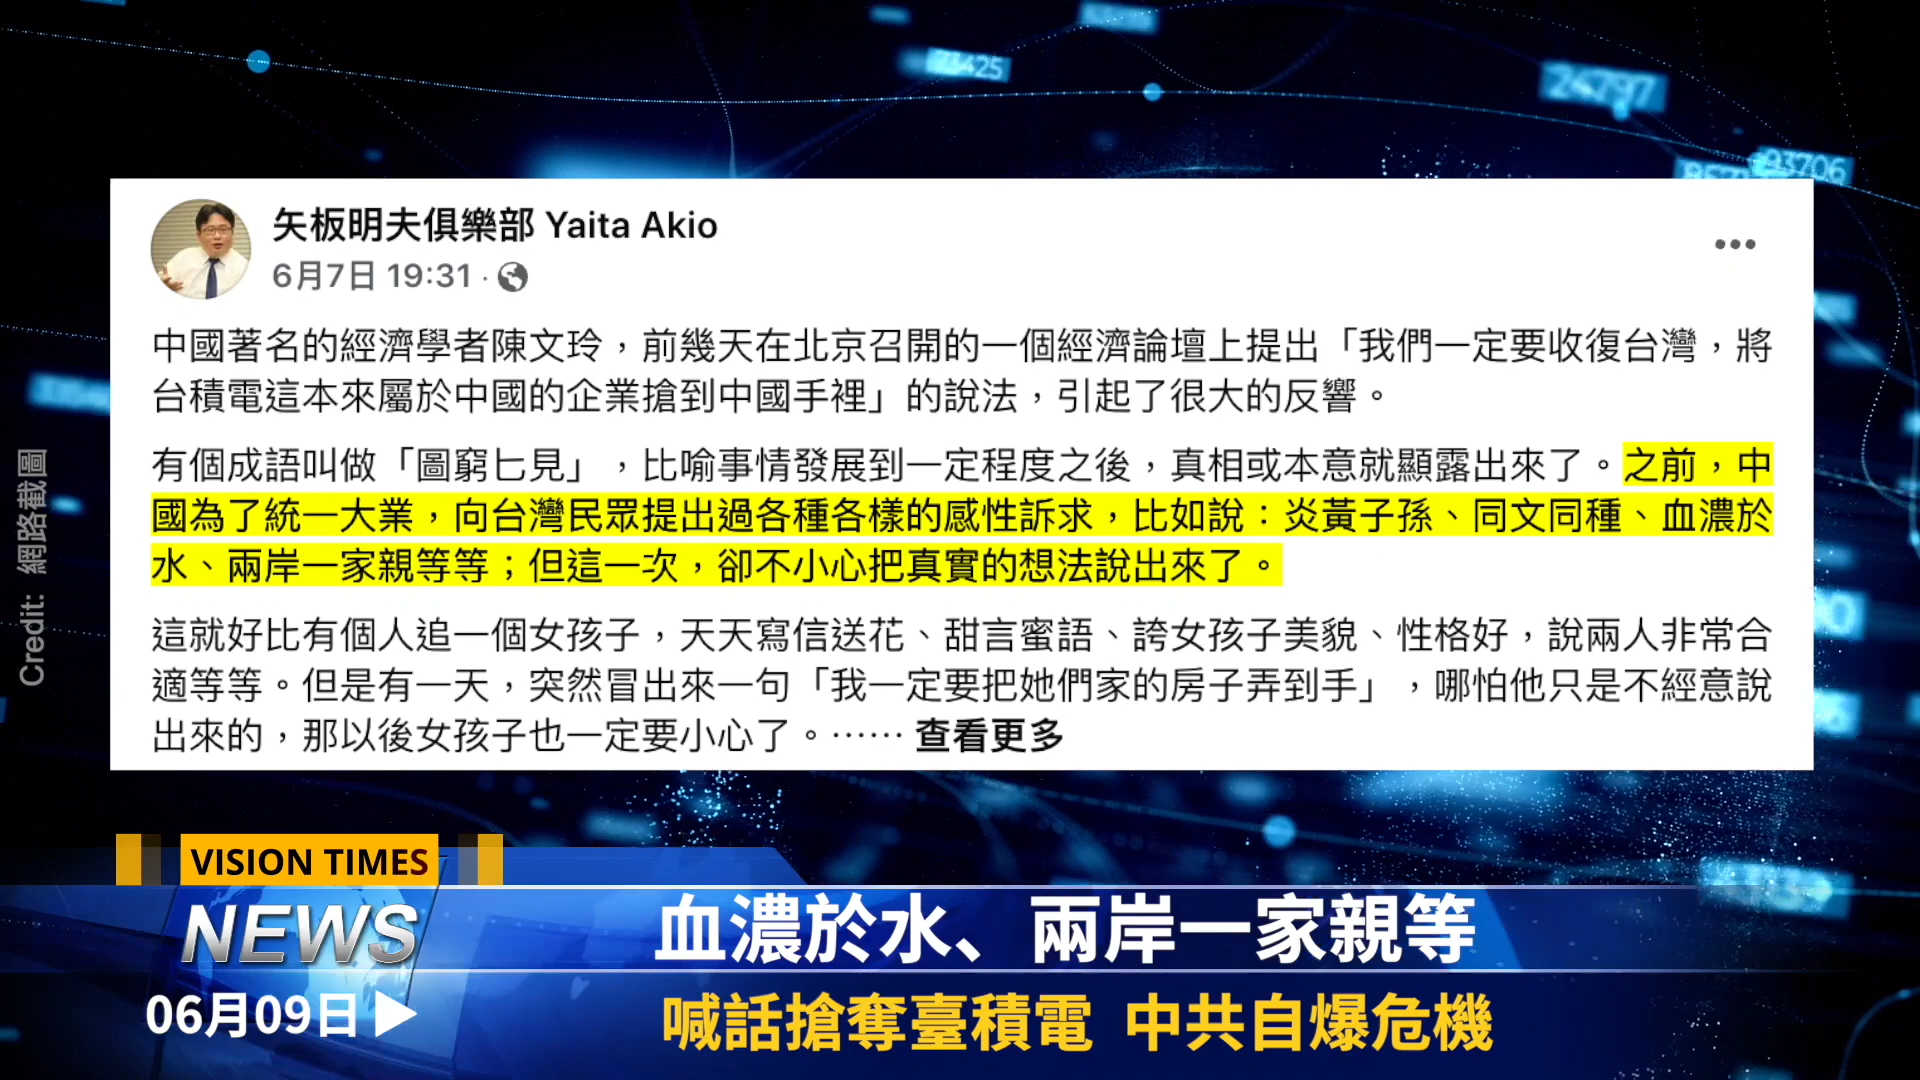 73425
24797
93706
矢板明夫俱樂部 Yaita Akio
6月7日 19:31 ·
中國著名的經濟學者陳文玲，前幾天在北京召開的一個經濟論壇上提出「我們一定要收復台灣，將
台積電這本來屬於中國的企業搶到中國手裡」的說法，引起了很大的反響。
有個成語叫做「圖窮匕見」，比喻事情發展到一定程度之後，真相或本意就顯露出來了。之前，中
國為了統一大業，向台灣民眾提出過各種各樣的感性訴求，比如說：炎黃子孫、同文同種、血濃於
水、兩岸一家親等等；但這一次，卻不小心把真實的想法說出來了。
這就好比有個人追一個女孩子，天天寫信送花、甜言蜜語、誇女孩子美貌、性格好，說兩人非常合
適等等。但是有一天，突然冒出來一句「我一定要把她們家的房子弄到手」，哪怕他只是不經意說
出來的，那以後女孩子也一定要小心了。…… 查看更多
Credit: 網路截圖
VISION TIMES
NEWS
血濃於水、兩岸一家親等
06月09日
喊話搶奪臺積電 中共自爆危機